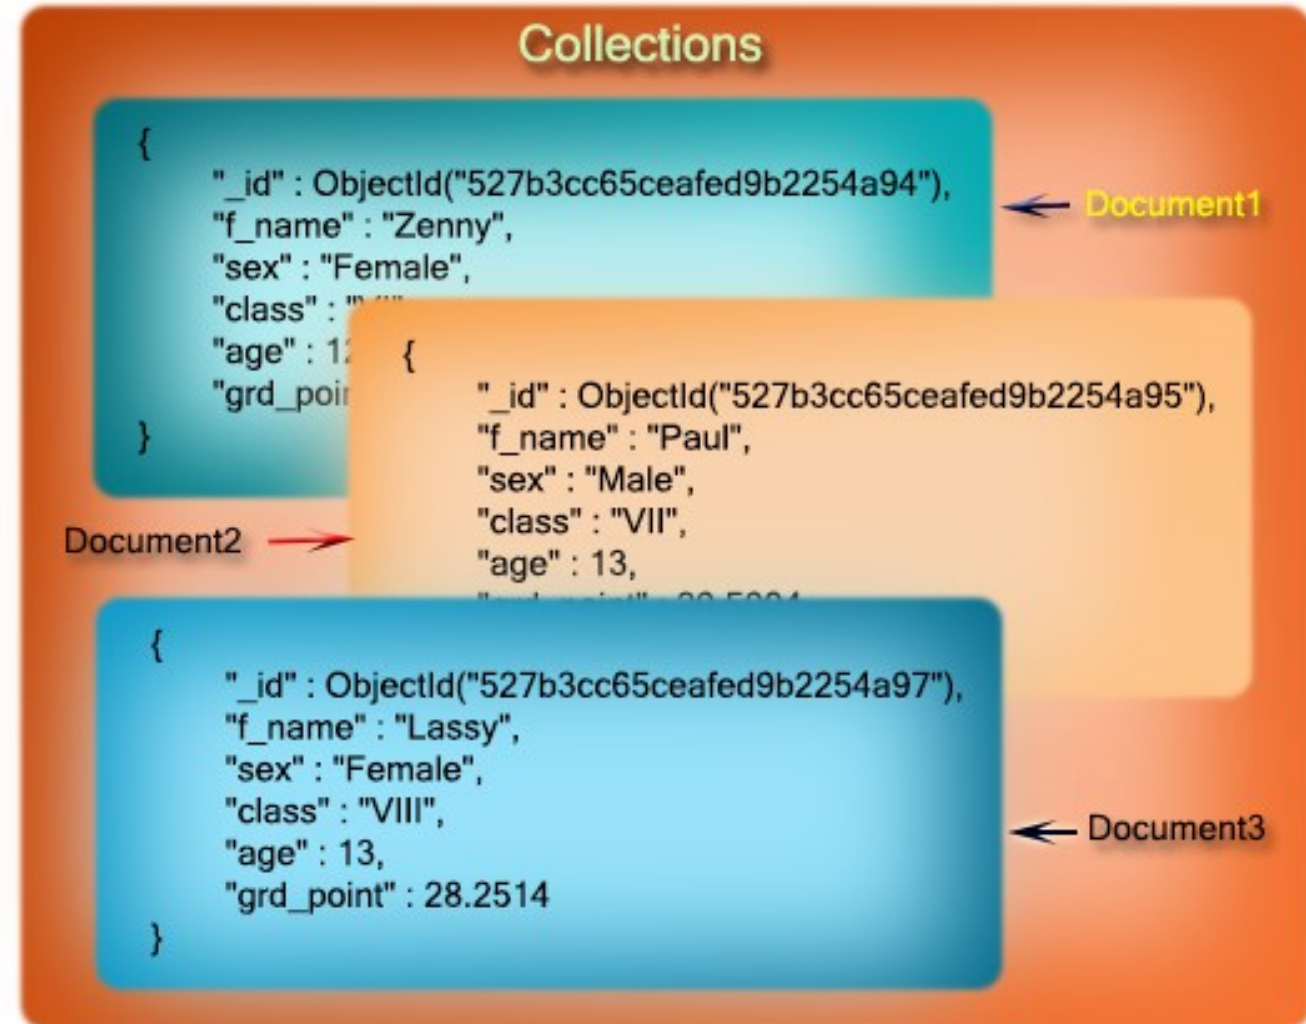 Collections
{
"_id" : ObjectId("527b3cc65ceafed9b2254a94"),
"f_name" : "Zenny",
"sex" : "Female",
"class" :
"age" :
}
Document1
{
"_id" : ObjectId("527b3cc65ceafed9b2254a95"),
"f_name" : "Paul",
"sex" : "Male",
"class" : "VII",
"age" : 13,
Document2
{
"_id" : ObjectId("527b3cc65ceafed9b2254a97"),
"f_name" : "Lassy",
"sex" : "Female",
"class" : "VIII",
"age" : 13,
"grd_point" : 28.2514
}
Document3